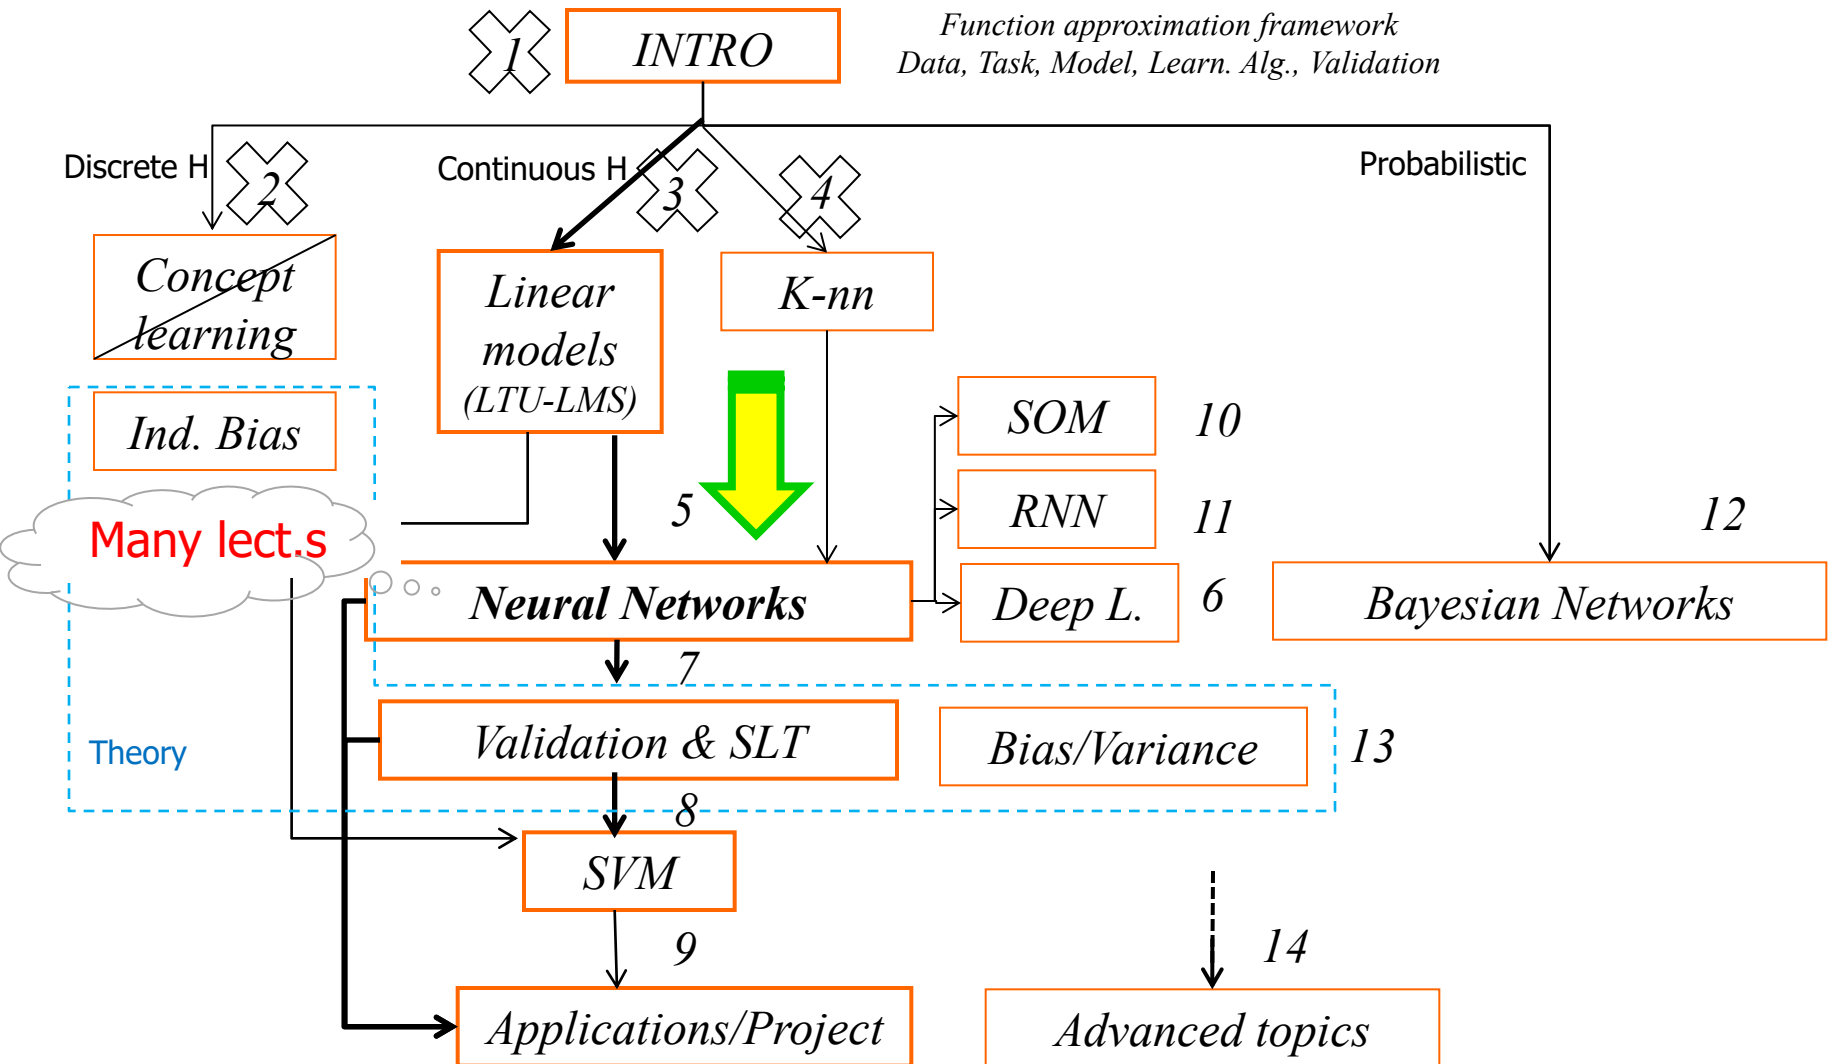 1
INTRO
Function approximation framework
Data, Task, Model, Learn. Alg., Validation
Discrete H
2
Continuous H
3
4
Probabilistic
Concept
learning
Linear
models
(LTU-LMS)
K-nn
Ind. Bias
SOM
10
Many lect.s
5
RNN
11
12
Neural Networks
Deep L.
6
Bayesian Networks
7
Theory
Validation & SLT
Bias/Variance
13
8
SVM
9
14
Applications/Project
Advanced topics